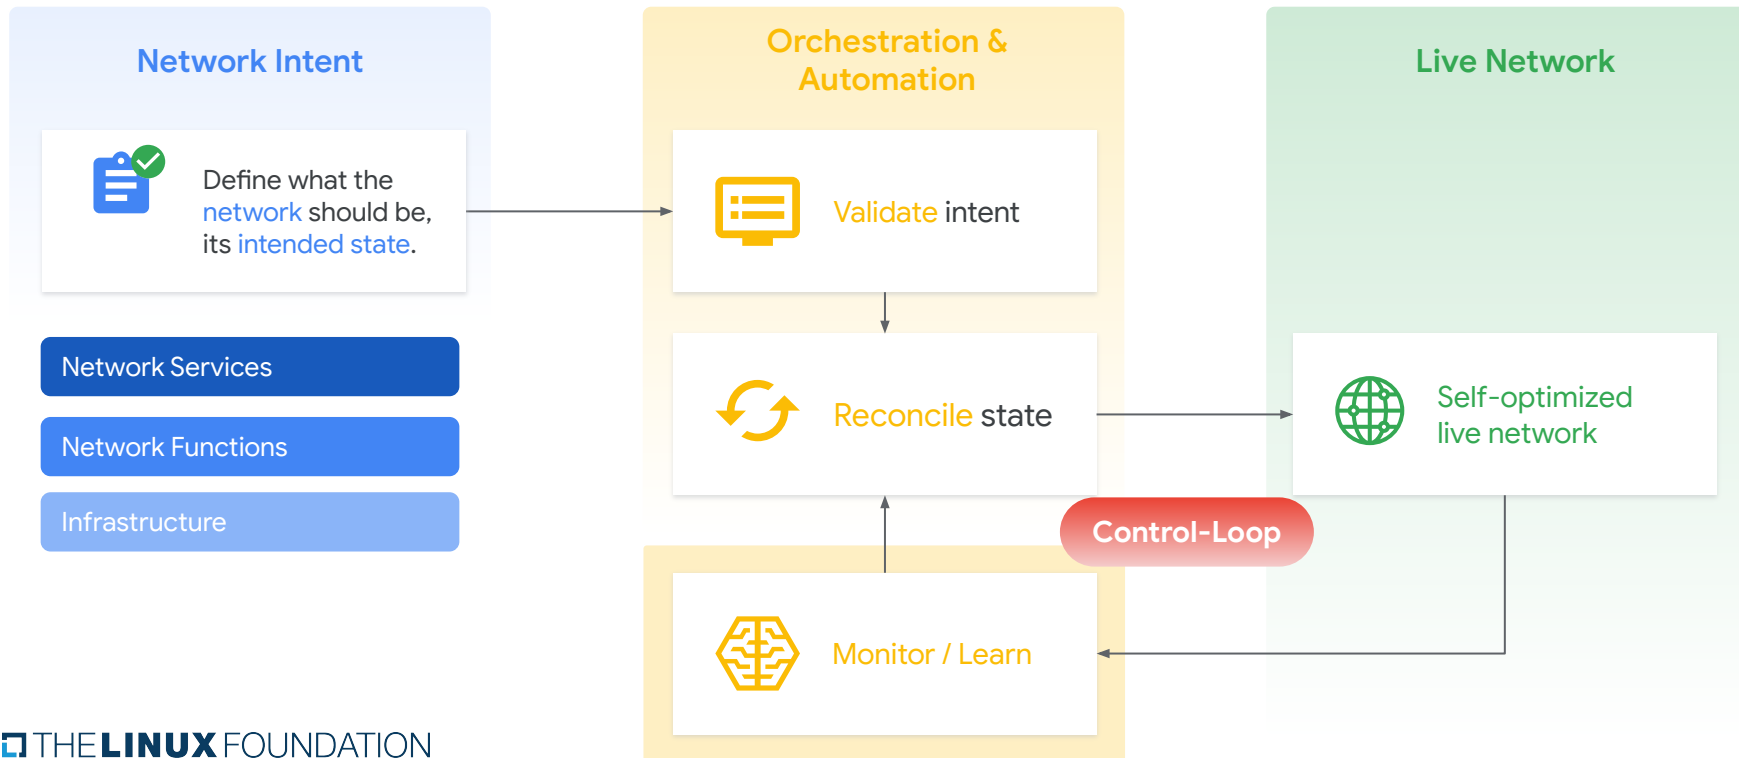 Network Intent
Define what the
network should be,
its intended state.
Network Services
Network Functions
Infrastructure
Orchestration &
Automation
Validate intent
Reconcile state
Monitor / Learn
Control-Loop
Live Network
Self-optimized
live network
THE LINUX FOUNDATION